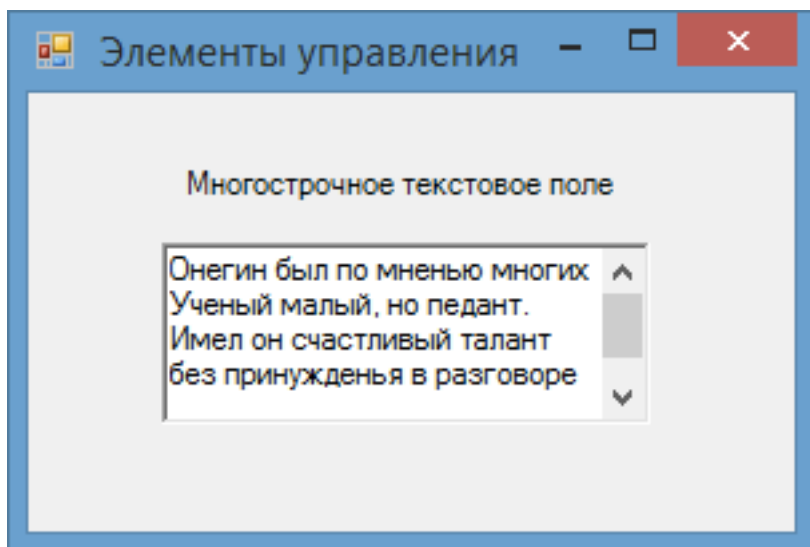 Элементы управления
Многострочное текстовое поле
Онегин был по мненью многих
Ученый малый, но педант.
Имел он счастливый талант
без принужденья в разговоре